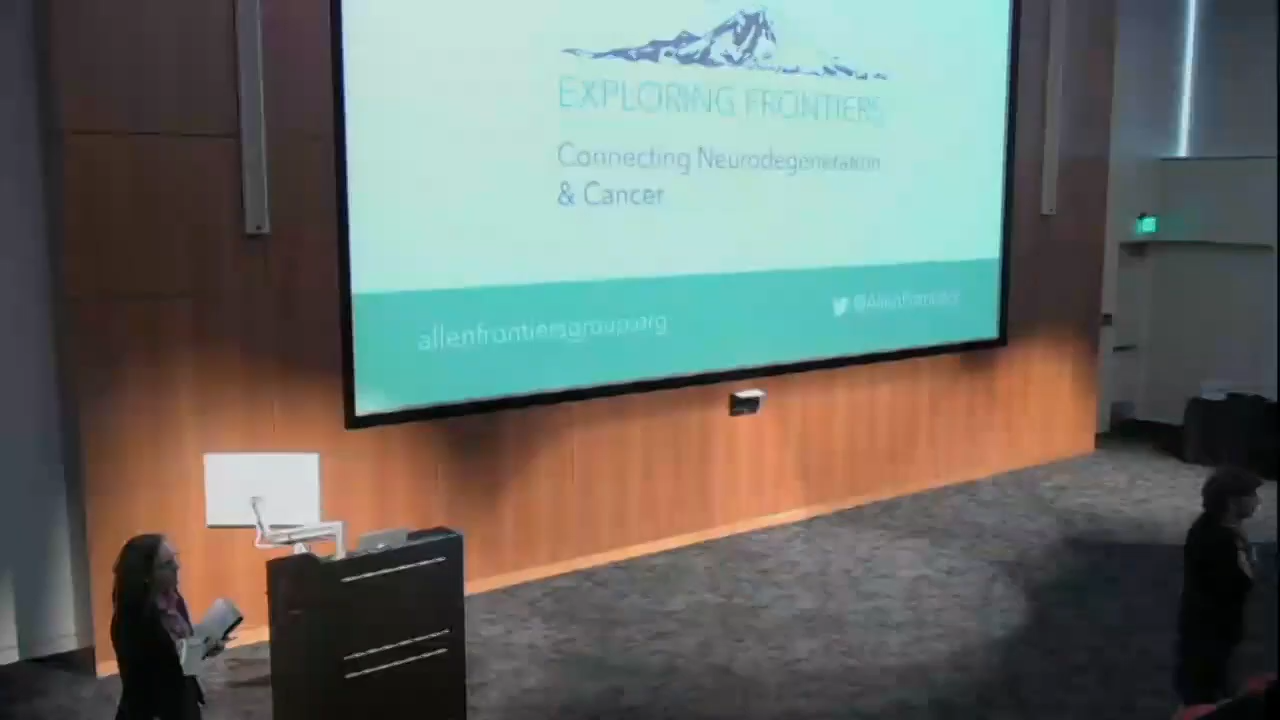 EXPLORING FRONTIERS
Connecting Neurodegeneration
& Cancer
allenfrontiersgroup.org